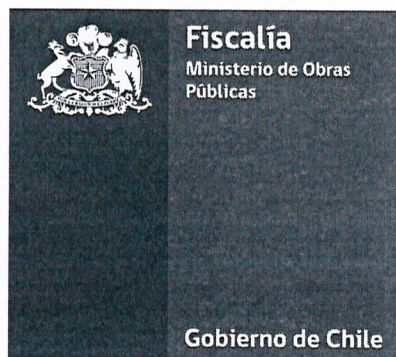 Fiscalía
Ministerio de Obras
Públicas
Gobierno de Chile